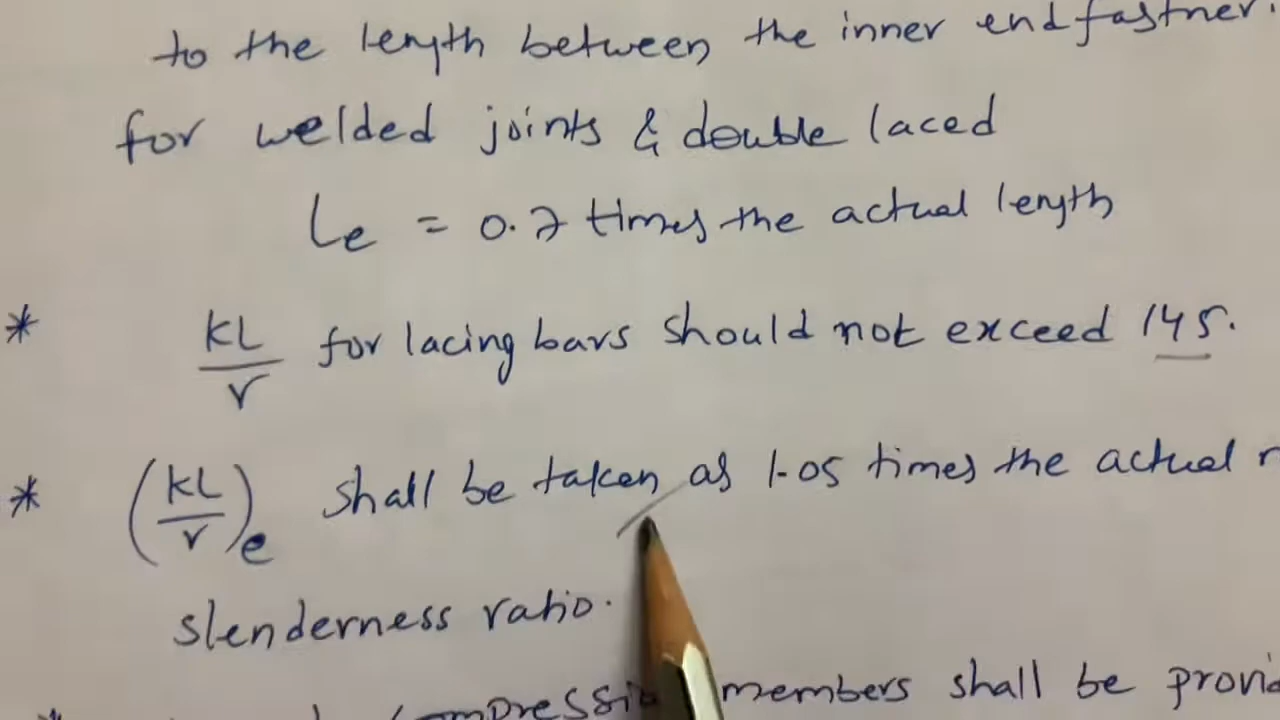 to the length between the inner end fastner.
for welded joints & double laced
le = 0.7 times the actual length
* KL/r for lacing bars should not exceed 145.
* (KL/r)e shall be taken as 1.05 times the actual
slenderness ratio.
members shall be